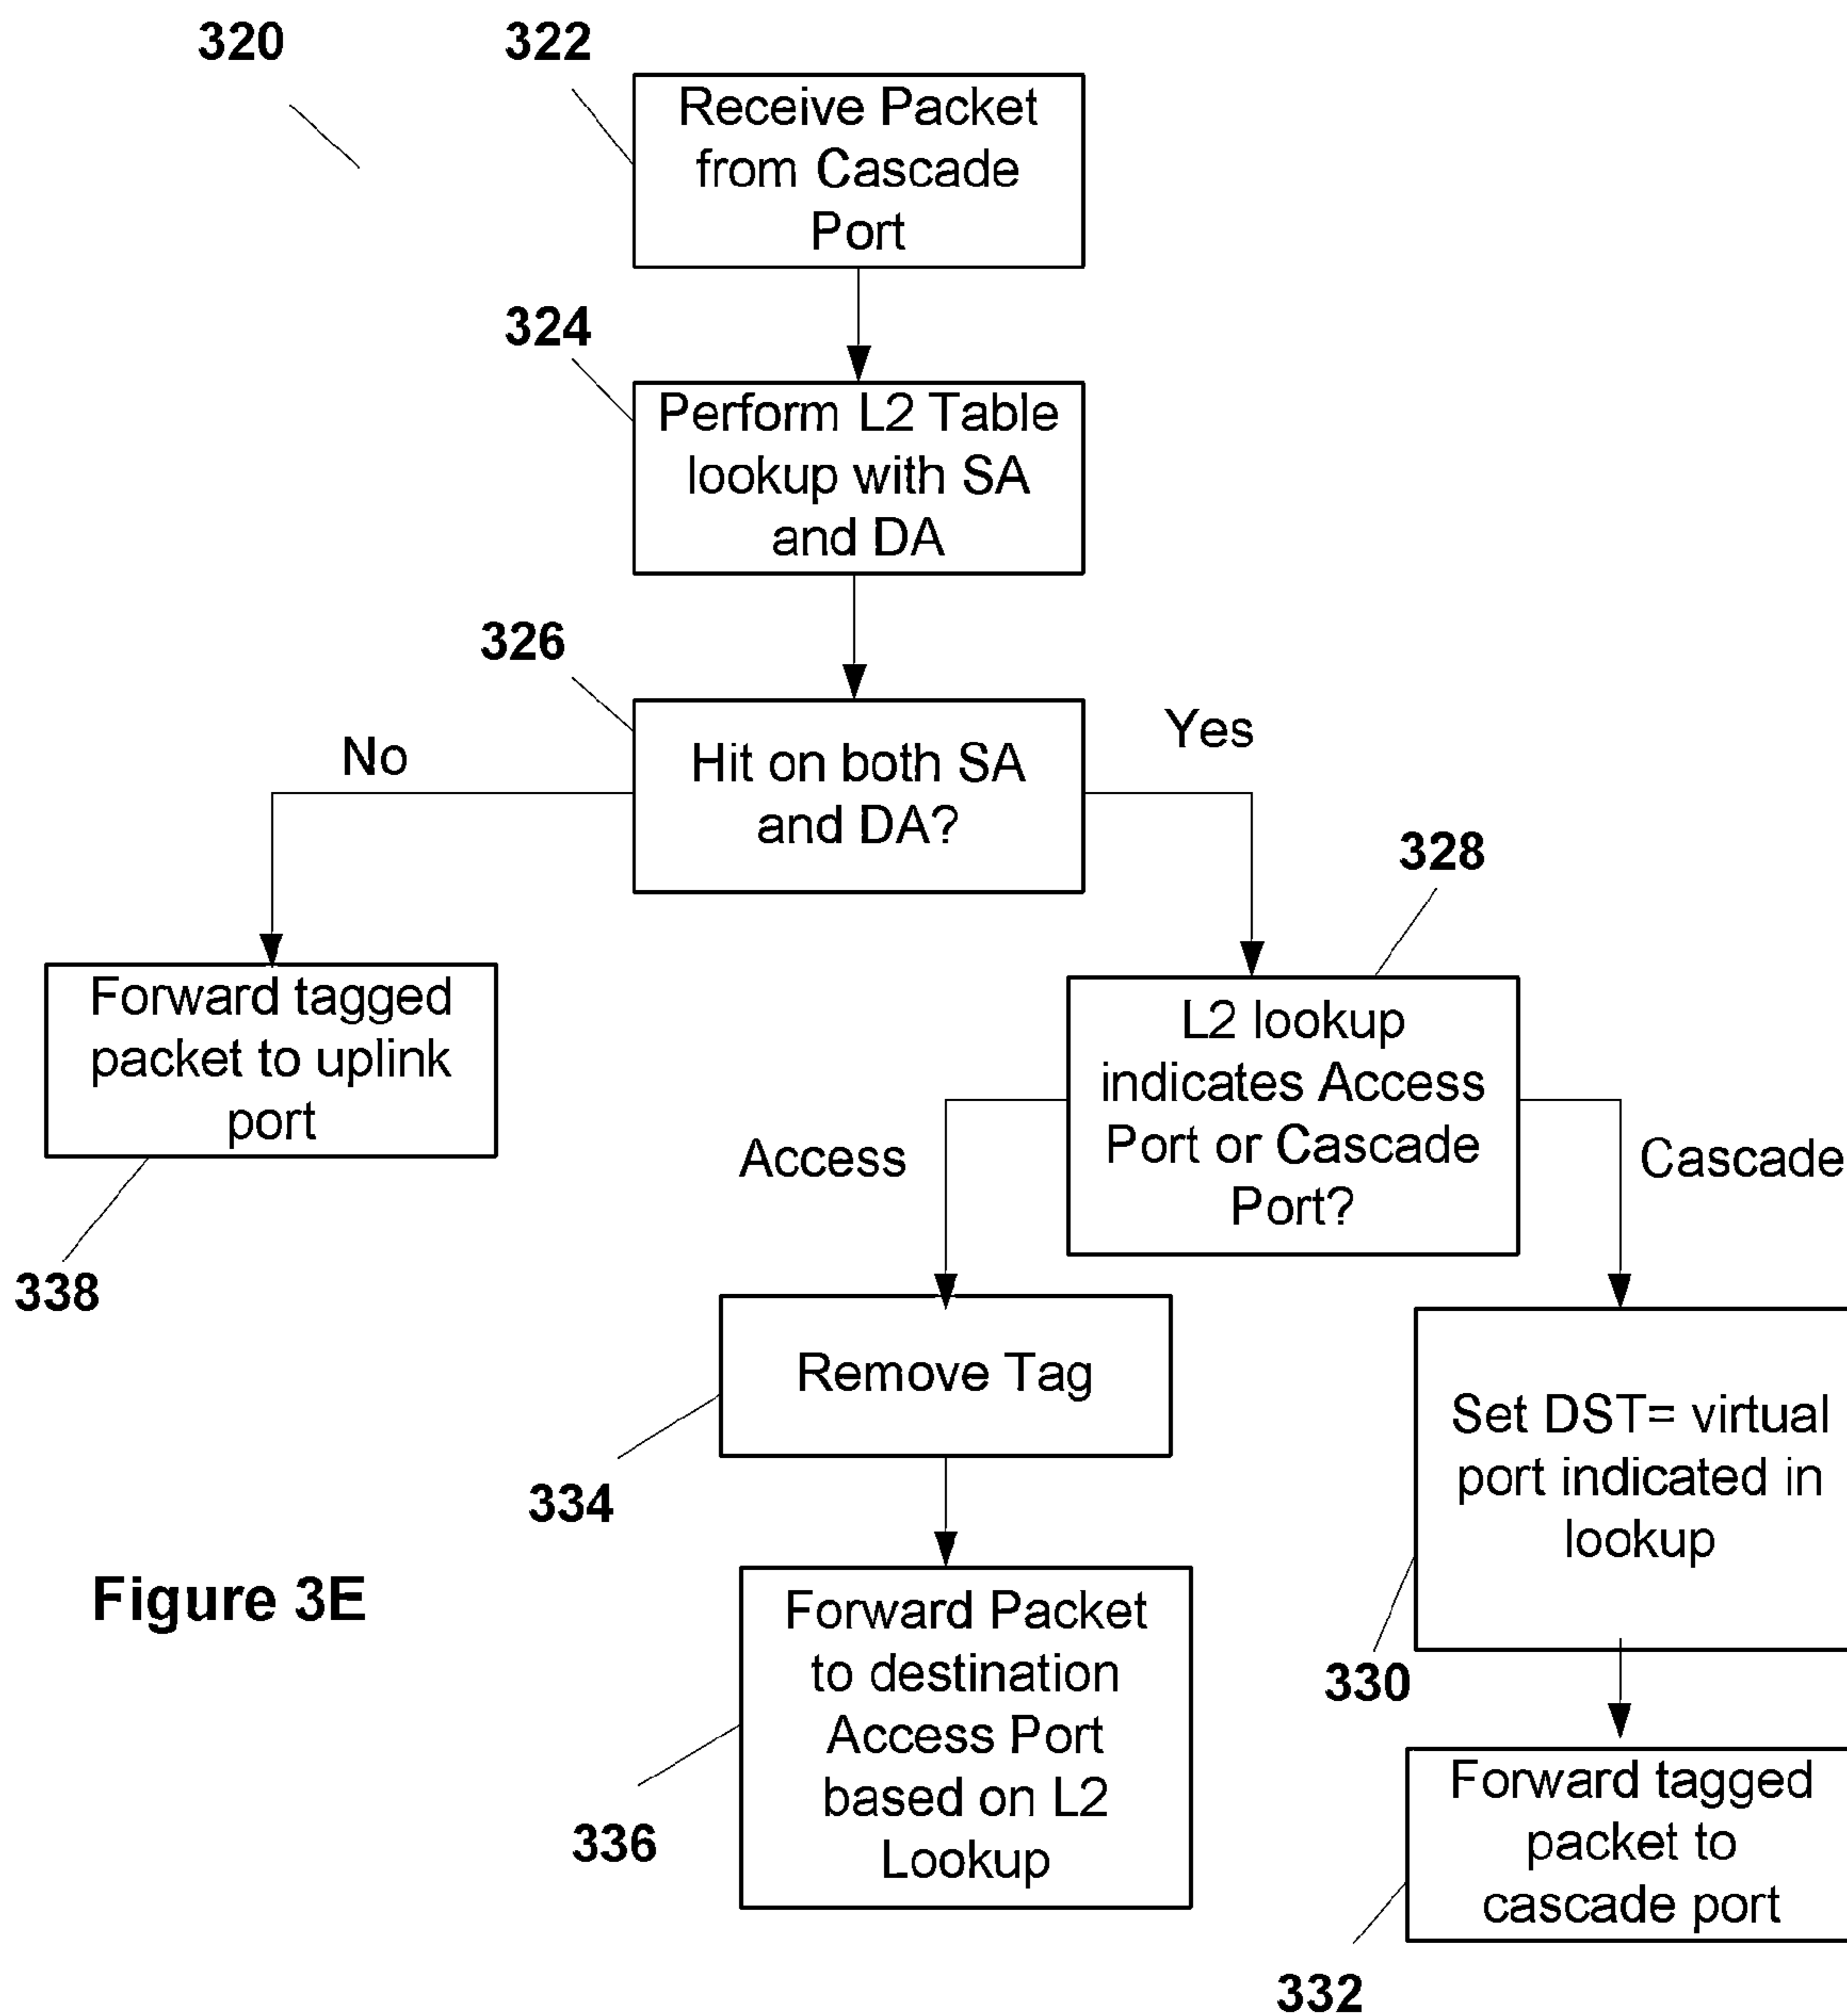 320
322
Receive Packet
from Cascade
Port
324
Perform L2 Table
lookup with SA
and DA
326
Hit on both SA
and DA?
No
Yes
328
Forward tagged
packet to uplink
port
338
L2 lookup
indicates Access
Port or Cascade
Port?
Access
Cascade
Remove Tag
334
Set DST= virtual
port indicated in
lookup
330
Forward Packet
to destination
Access Port
based on L2
Lookup
336
Forward tagged
packet to
cascade port
332
Figure 3E